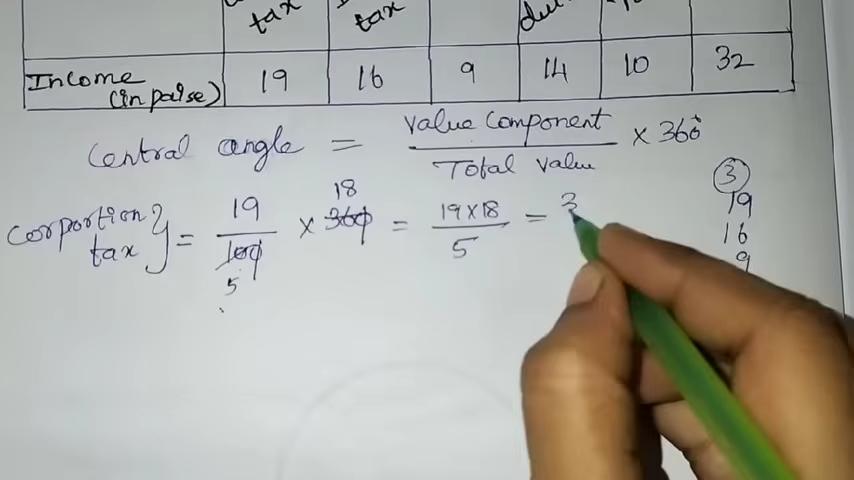 tax tax
Income (in paise) 19 16 9 14 10 32
Central angle = Value Component / Total value × 360°
3
Corportion tax } = 19 / 100 × 360 = 19 × 18 / 5 = 3
18
5
19
16
9